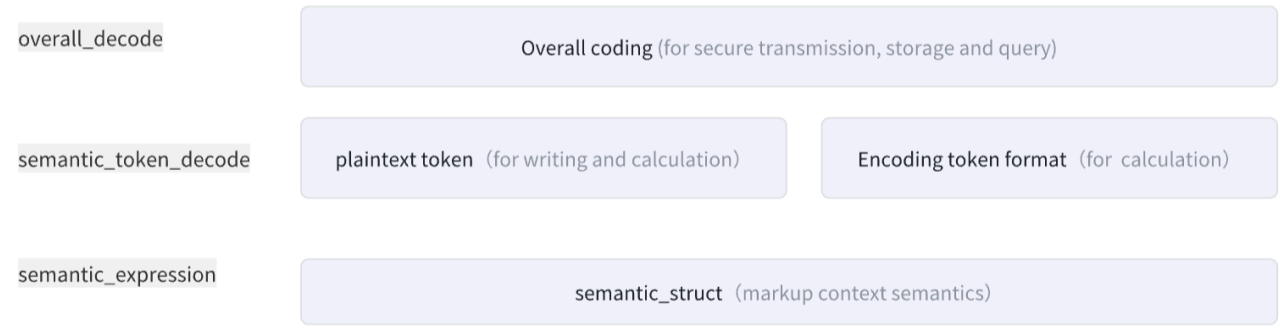 overall_decode
Overall coding (for secure transmission, storage and query)
semantic_token_decode
plaintext token（for writing and calculation）
Encoding token format（for calculation）
semantic_expression
semantic_struct（markup context semantics）